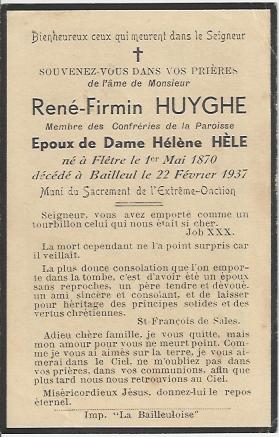 Bienheureux ceux qui meurent dans le Seigneur
✝
SOUVENEZ-VOUS DANS VOS PRIÈRES
de l'âme de Monsieur
René-Firmin HUYGHE
Membre des Confréries de la Paroisse
Epoux de Dame Hélène HÈLE
né à Flêtre le 1er Mai 1870
décédé à Bailleul le 22 Février 1937
Muni du Sacrement de l'Extrême-Onction
Seigneur, vous avez emporté comme un
tourbillon celui qui nous était si cher.
Job XXX.
La mort cependant ne l'a point surpris car
il veillait.
La plus douce consolation que l'on empor-
te dans la tombe, c'est d'avoir été un époux
sans reproches, un père tendre et dévoué,
un ami sincère et consolant, et de laisser
pour héritage des principes solides et des
vertus chrétiennes.
St-François de Sales.
Adieu chère famille, je vous quitte, mais
mon amour pour vous ne meurt point. Com-
me je vous ai aimés sur la terre, je vous ai-
merai dans le Ciel, ne m'oubliez pas dans
vos prières, dans vos communions, afin que
plus tard nous nous retrouvions au Ciel.
Miséricordieux Jésus, donnez-lui le repos
éternel.
Imp. "La Bailleuloise"